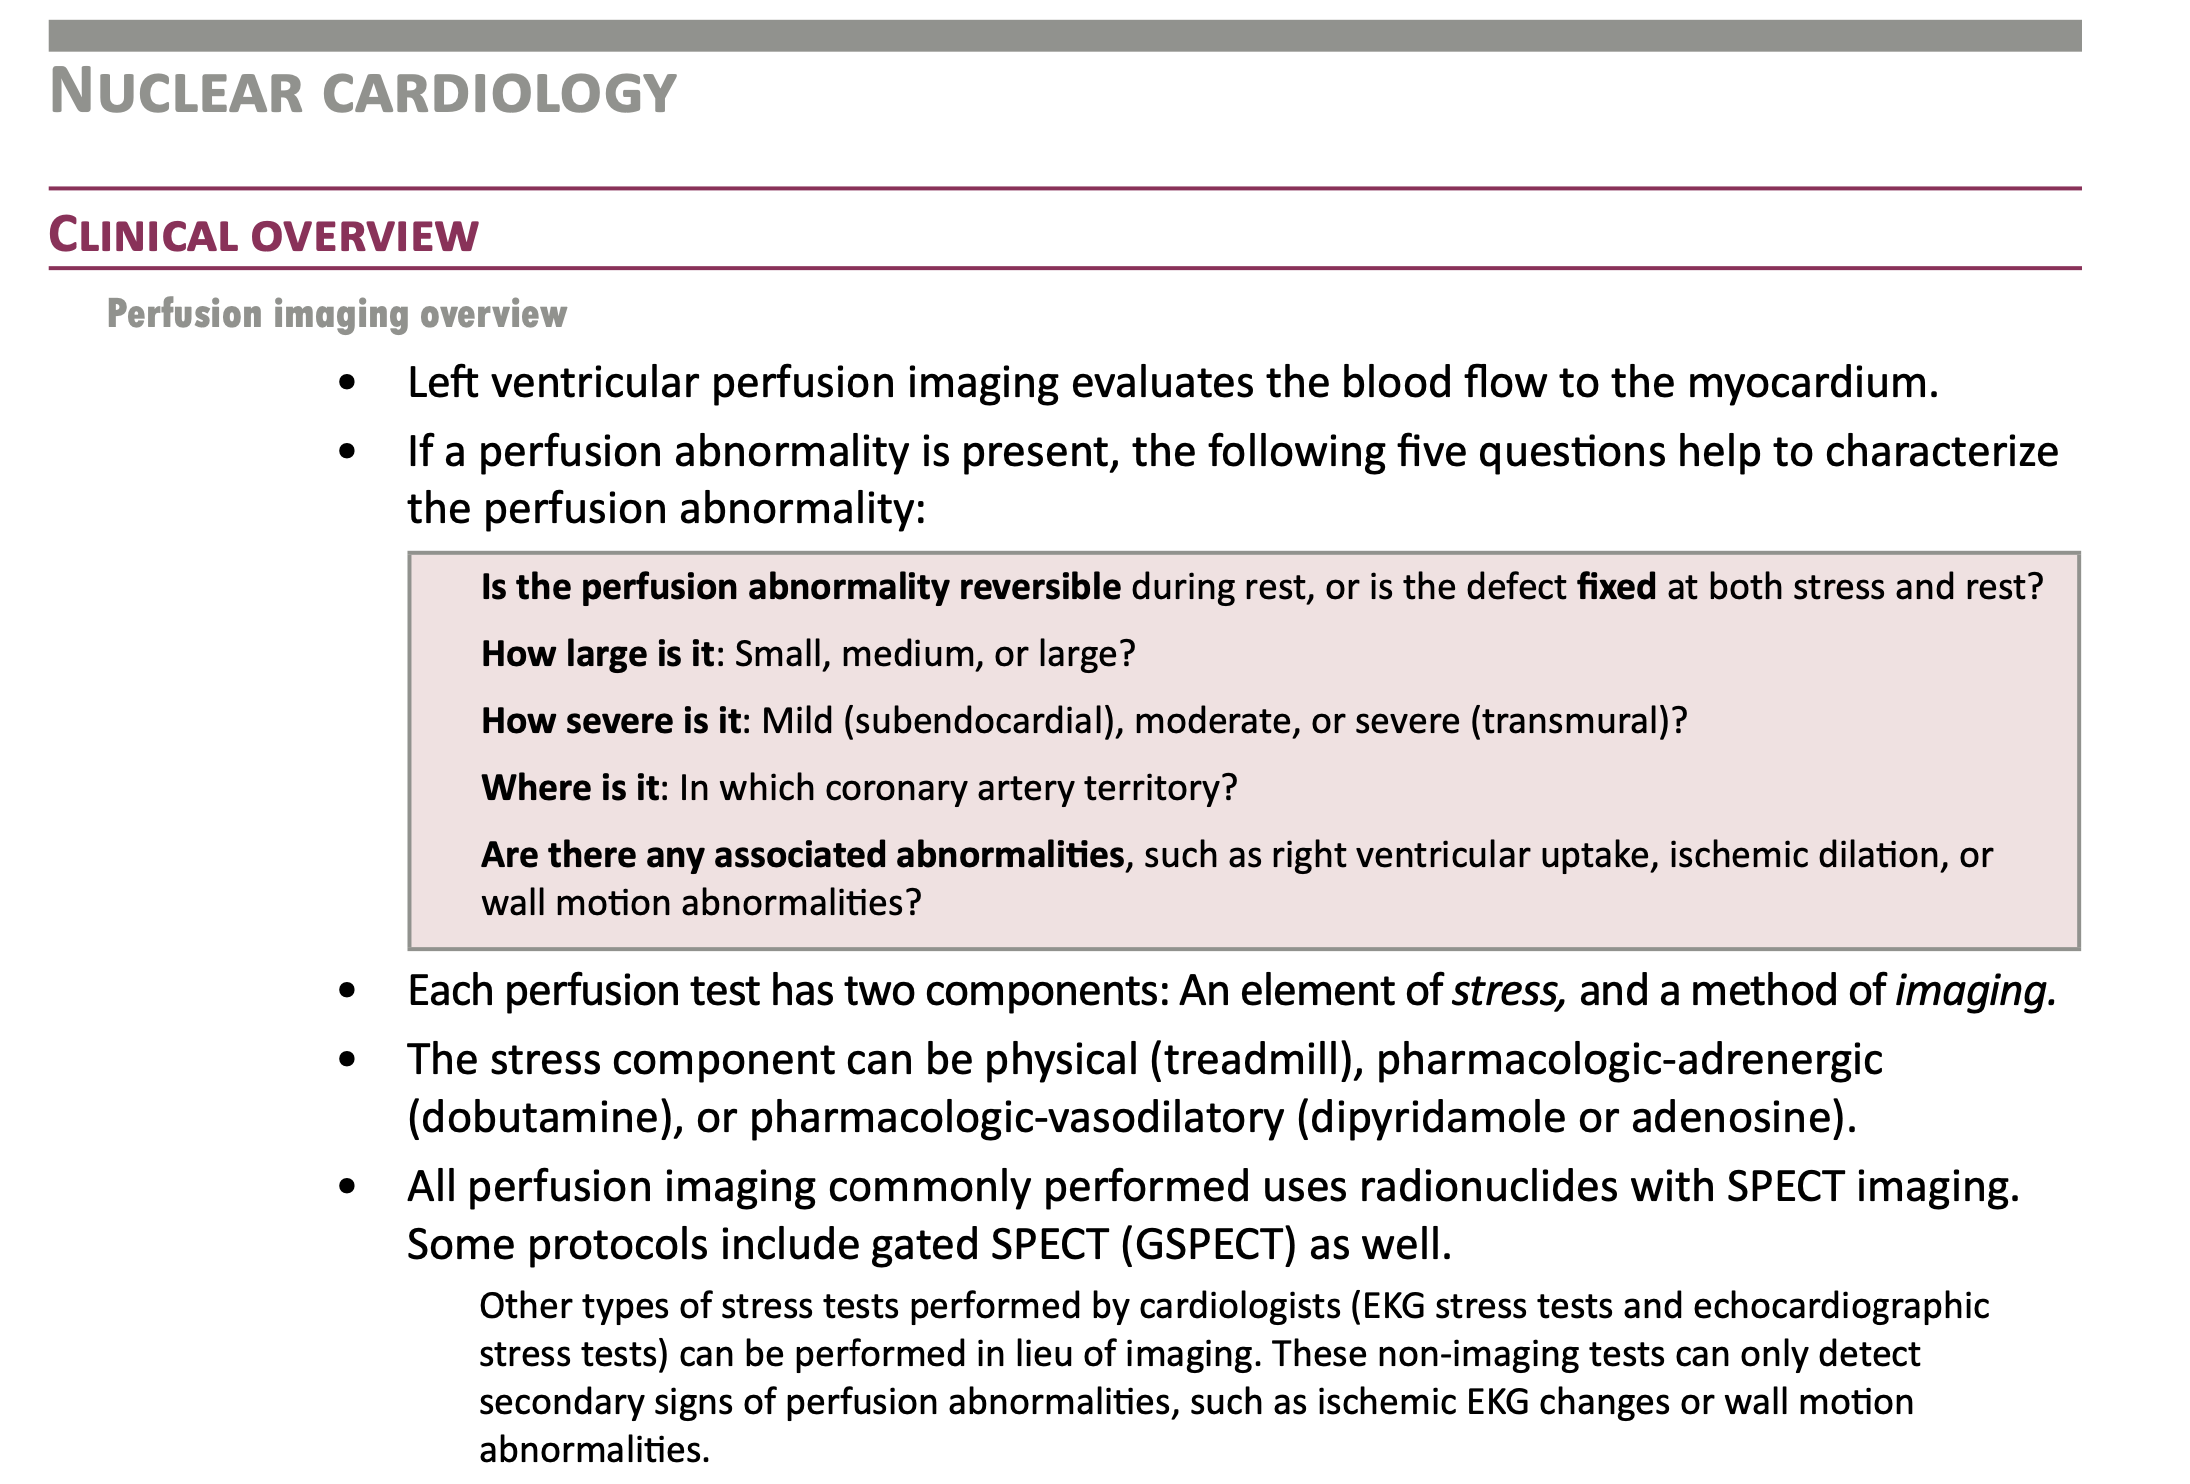 NUCLEAR CARDIOLOGY
CLINICAL OVERVIEW
Perfusion imaging overview
• Left ventricular perfusion imaging evaluates the blood flow to the myocardium.
• If a perfusion abnormality is present, the following five questions help to characterize
the perfusion abnormality:
Is the perfusion abnormality reversible during rest, or is the defect fixed at both stress and rest?
How large is it: Small, medium, or large?
How severe is it: Mild (subendocardial), moderate, or severe (transmural)?
Where is it: In which coronary artery territory?
Are there any associated abnormalities, such as right ventricular uptake, ischemic dilation, or
wall motion abnormalities?
• Each perfusion test has two components: An element of stress, and a method of imaging.
• The stress component can be physical (treadmill), pharmacologic-adrenergic
(dobutamine), or pharmacologic-vasodilatory (dipyridamole or adenosine).
• All perfusion imaging commonly performed uses radionuclides with SPECT imaging.
Some protocols include gated SPECT (GSPECT) as well.
Other types of stress tests performed by cardiologists (EKG stress tests and echocardiographic
stress tests) can be performed in lieu of imaging. These non-imaging tests can only detect
secondary signs of perfusion abnormalities, such as ischemic EKG changes or wall motion
abnormalities.